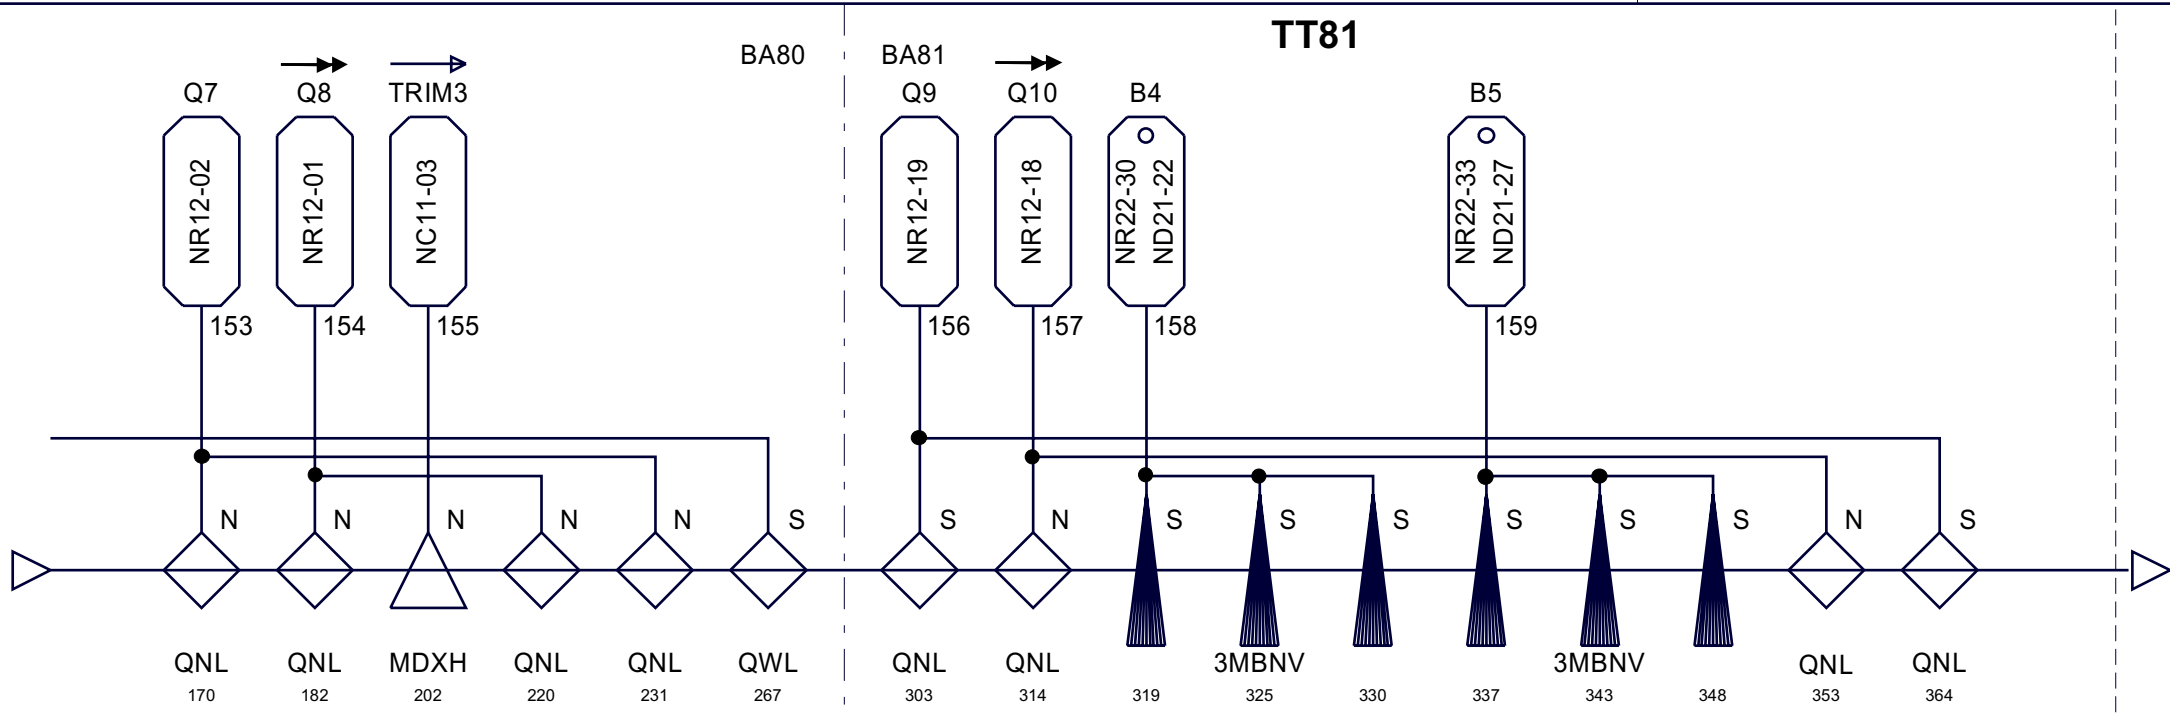 TT81
BA80 BA81
Q7 Q8 TRIM3 Q9 Q10 B4 B5
NR12-02 NR12-01 NC11-03 NR12-19 NR12-18 NR22-30 ND21-22 NR22-33 ND21-27
153 154 155 156 157 158 159
N N N N N S S N S S S S S S N S
QNL QNL MDXH QNL QNL QWL QNL QNL 3MBNV 3MBNV QNL QNL
170 182 202 220 231 267 303 314 319 325 330 337 343 348 353 364